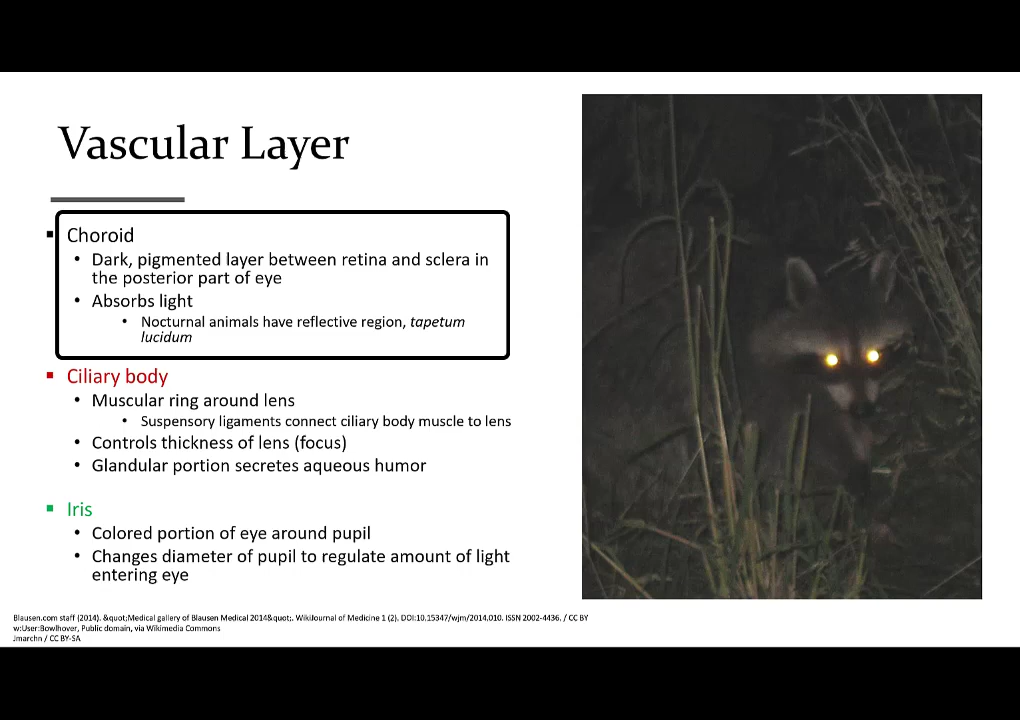 Vascular Layer
▪ Choroid
• Dark, pigmented layer between retina and sclera in
the posterior part of eye
• Absorbs light
• Nocturnal animals have reflective region, tapetum
lucidum
▪ Ciliary body
• Muscular ring around lens
• Suspensory ligaments connect ciliary body muscle to lens
• Controls thickness of lens (focus)
• Glandular portion secretes aqueous humor
▪ Iris
• Colored portion of eye around pupil
• Changes diameter of pupil to regulate amount of light
entering eye
Blausen.com staff (2014). &quot;Medical gallery of Blausen Medical 2014&quot;. WikiJournal of Medicine 1 (2). DOI:10.15347/wjm/2014.010. ISSN 2002-4436. / CC BY
w:User:Bowlhover, Public domain, via Wikimedia Commons
Jmarchn / CC BY-SA